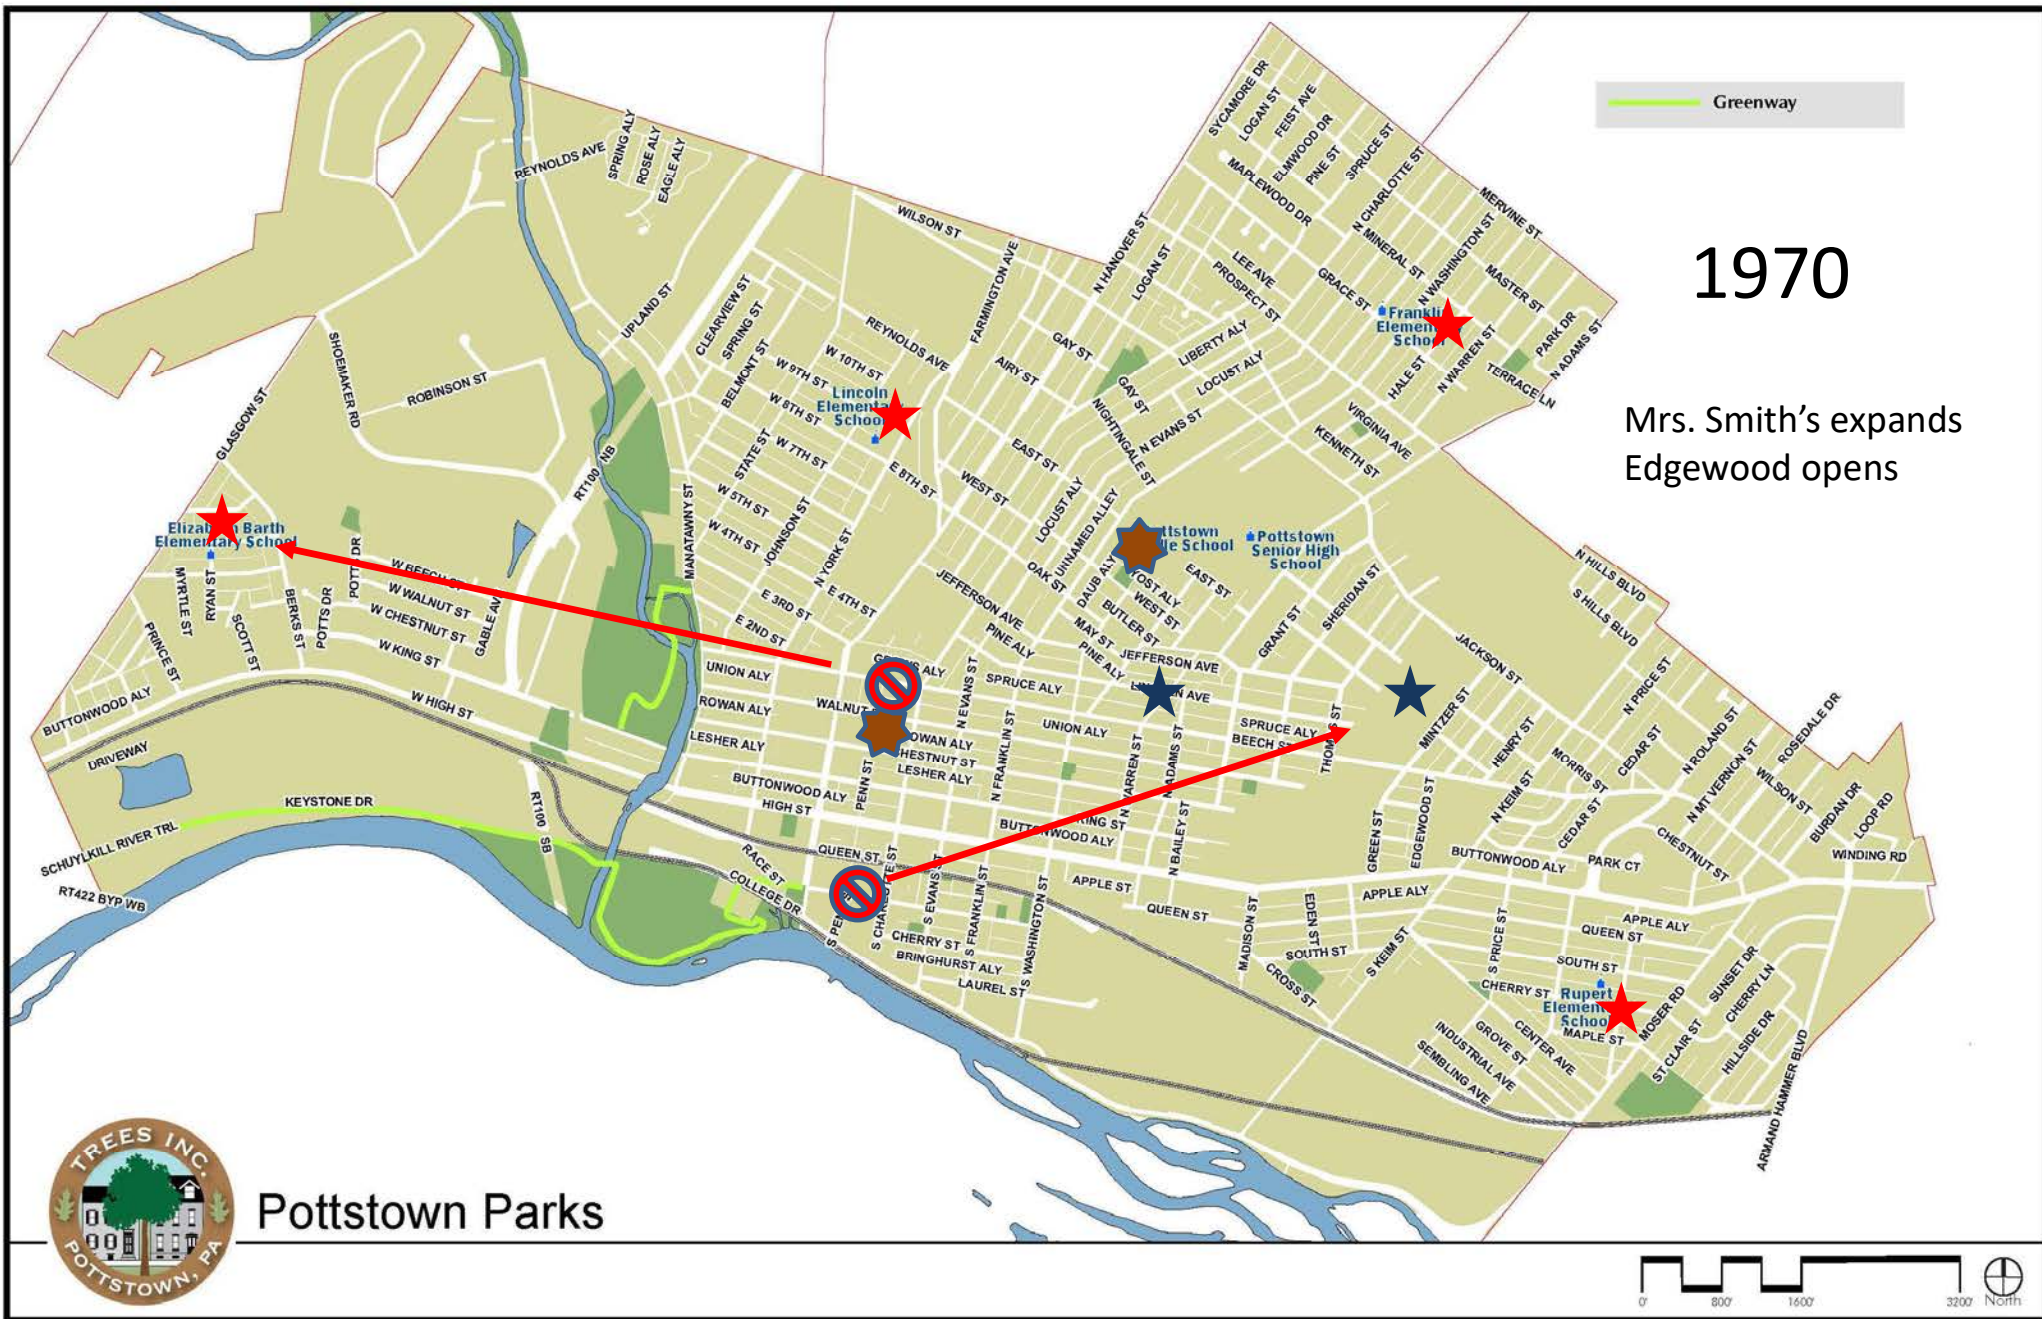 Greenway
1970
Mrs. Smith's expands
Edgewood opens
SYCAMORE DR
LOGAN ST
FEIST AVE
ELMWOOD DR
PINE ST
SPRUCE ST
MAPLEWOOD DR
N CHARLOTTE ST
MERVINE ST
N MINERAL ST
N WASHINGTON ST
MASTER ST
GRACE ST
PARK DR
N ADAMS ST
TERRACE LN
N WARREN ST
HALE ST
LEE AVE
PROSPECT ST
VIRGINIA AVE
KENNETH ST
Elementary
School
REYNOLDS AVE
SPRING ALY
ROSE ALY
EAGLE ALY
WILSON ST
FARMINGTON AVE
N HANOVER ST
LOGAN ST
UPLAND ST
CLEARVIEW ST
SPRING ST
BELMONT ST
REYNOLDS AVE
W 10TH ST
W 9TH ST
W 8TH ST
W 7TH ST
STATE ST
W 5TH ST
W 4TH ST
JOHNSON ST
N YORK ST
E 8TH ST
Lincoln
GAY ST
AIRY ST
LIBERTY ALY
LOCUST ALY
GAY ST
NIGHTINGALE ST
N EVANS ST
EAST ST
WEST ST
LOCUST ALY
UNNAMED ALLEY
OAK ST
DAUB ALY
WEST ST
BUTLER ST
MAY ST
PINE ALY
EAST ST
Pottstown
Senior High
School
GRANT ST
SHERIDAN ST
JACKSON ST
N HILLS BLVD
S HILLS BLVD
N PRICE ST
SHOEMAKER RD
ROBINSON ST
GLASGOW ST
RT100 NB
MANATAWNY ST
Elementary School
MYRTLE ST
RYAN ST
SCOTT ST
BERKS ST
POTTS DR
POTTS DR
PRINCE ST
W WALNUT ST
W CHESTNUT ST
W KING ST
W HIGH ST
BUTTONWOOD ALY
DRIVEWAY
KEYSTONE DR
SCHUYLKILL RIVER TRL
RT422 BYP WB
RT100 SB
E 4TH ST
E 3RD ST
E 2ND ST
UNION ALY
ROWAN ALY
LESHER ALY
BUTTONWOOD ALY
HIGH ST
PENN ST
LESHER ALY
JEFFERSON AVE
PINE ALY
JEFFERSON AVE
SPRUCE ALY
N EVANS ST
N FRANKLIN ST
UNION ALY
N ADAMS ST
SPRUCE ALY
BEECH ST
MINTZER ST
HENRY ST
MORRIS ST
CEDAR ST
N ROLAND ST
N MT VERNON ST
WILSON ST
ROSEDALE DR
BURDAN DR
LOOP RD
WINDING RD
N KEIM ST
CEDAR ST
CHESTNUT ST
GREEN ST
EDGEWOOD ST
BUTTONWOOD ALY
PARK CT
APPLE ALY
N BAILEY ST
BUTTONWOOD ALY
QUEEN ST
RACE ST
COLLEGE DR
S EVANS ST
S FRANKLIN ST
S WASHINGTON ST
APPLE ST
QUEEN ST
CHERRY ST
BRINGHURST ALY
LAUREL ST
MADISON ST
EDEN ST
SOUTH ST
CROSS ST
S KEIM ST
S PRICE ST
APPLE ALY
QUEEN ST
SOUTH ST
CHERRY ST
Rupert
MAPLE ST
MOSER RD
SUNSET DR
CHERRY LN
ST CLAIR ST
HILLSIDE DR
CENTER AVE
GROVE ST
INDUSTRIAL AVE
SEMBLING AVE
ARMAND HAMMER BLVD
TREES INC.
POTTSTOWN, PA
Pottstown Parks
0' 800' 1600' 3200' North